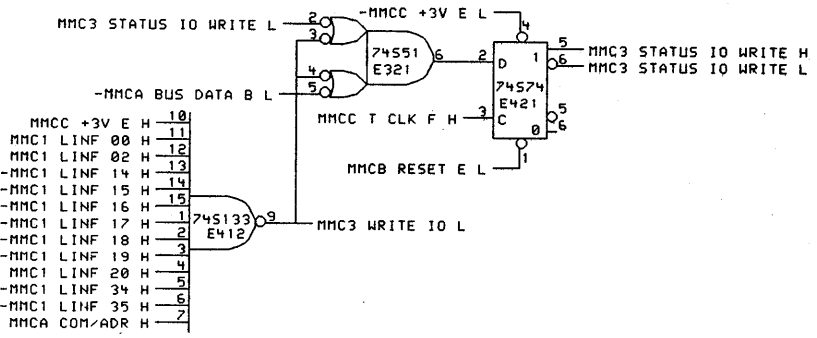 -MMCC +3V E L
MMC3 STATUS IO WRITE L
2
3
4
74S51
E321
6
4
5
-MMCA BUS DATA B L
2
D
1
5
MMC3 STATUS IO WRITE H
6
MMC3 STATUS IO WRITE L
74S74
E421
MMCC T CLK F H
3
C
0
5
6
MMCB RESET E L
1
MMCC +3V E H
10
MMC1 LINF 00 H
11
MMC1 LINF 02 H
12
-MMC1 LINF 14 H
13
-MMC1 LINF 15 H
14
-MMC1 LINF 16 H
15
-MMC1 LINF 17 H
1
-MMC1 LINF 18 H
2
-MMC1 LINF 19 H
3
MMC1 LINF 20 H
4
-MMC1 LINF 34 H
5
-MMC1 LINF 35 H
6
MMCA COM/ADR H
7
74S133
E412
9
MMC3 WRITE IO L